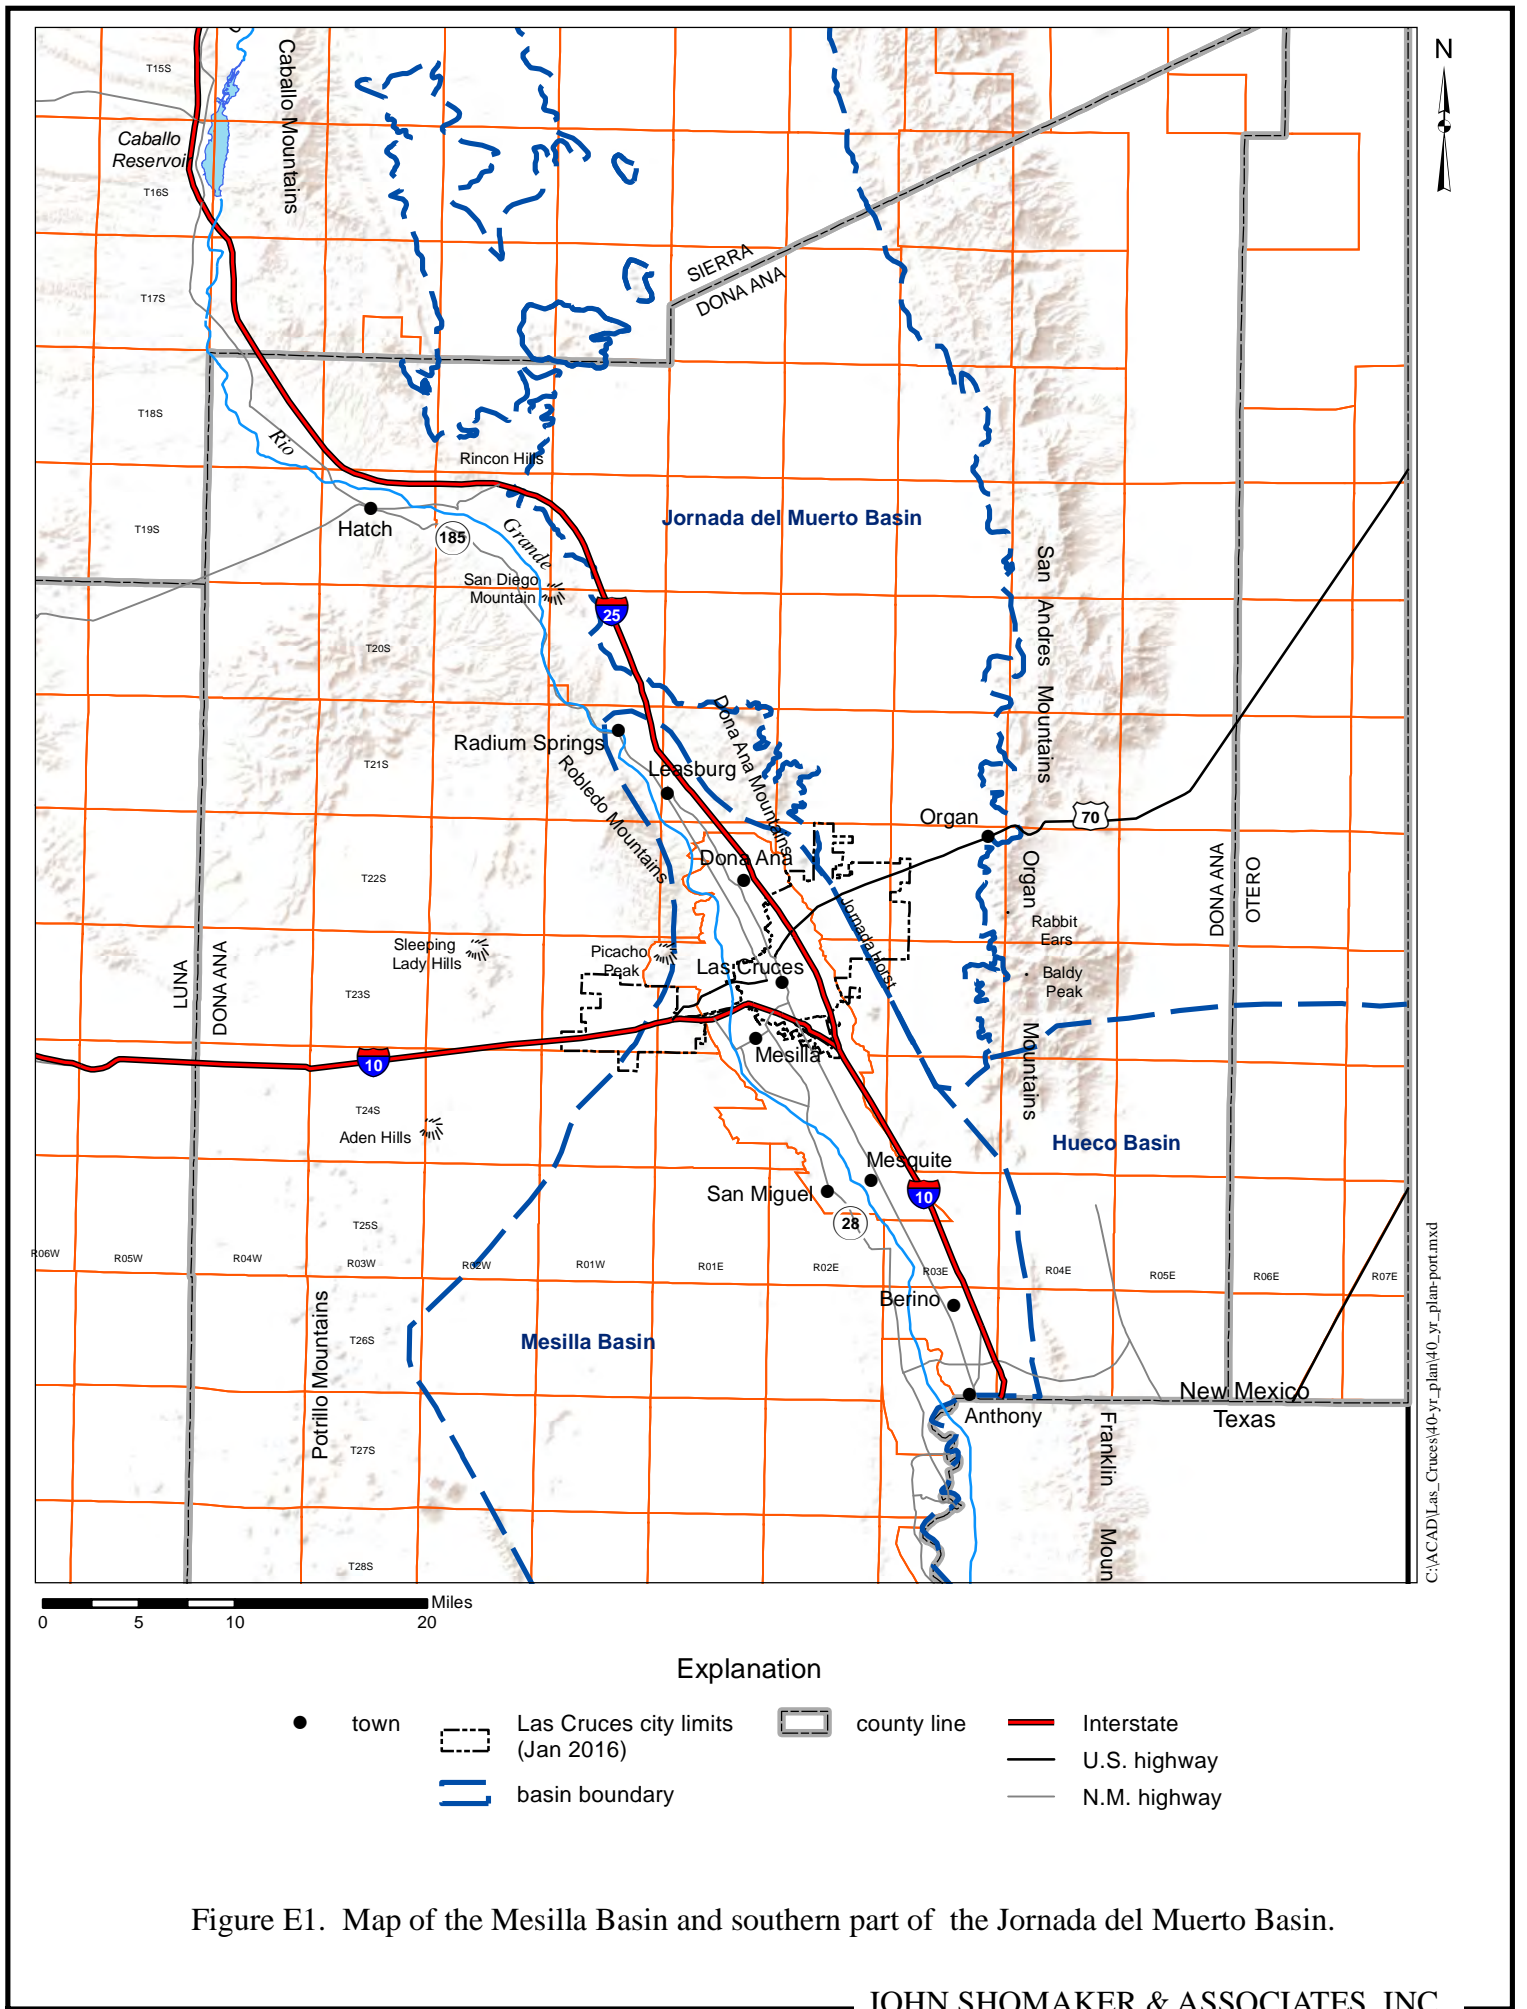 N
T15S
Caballo Mountains
Caballo
Reservoir
T16S
SIERRA
DONA ANA
T17S
T18S
Rio
Rincon Hills
T19S
Hatch
185
Grande
Jornada del Muerto Basin
San Diego
Mountain
25
San Andres Mountains
T20S
Radium Springs
Dona Ana Mountains
T21S
Leasburg
Robledo Mountains
Organ
70
Dona Ana
T22S
Organ Mountains
DONA ANA
OTERO
Jornada Horst
Rabbit
Ears
Sleeping
Lady Hills
Picacho
Peak
Las Cruces
Baldy
Peak
LUNA
DONA ANA
T23S
10
Mesilla
T24S
Aden Hills
Hueco Basin
Mesquite
San Miguel
10
28
T25S
R06W
R05W
R04W
R03W
R02W
R01W
R01E
R02E
R03E
R04E
R05E
R06E
R07E
Berino
Potrillo Mountains
T26S
Mesilla Basin
New Mexico
Texas
Anthony
Franklin Moun
T27S
T28S
C:\ACAD\Las_Cruces\40-yr_plan\40_yr_plan-port.mxd
Miles
0 5 10 20
Explanation
town
Las Cruces city limits
(Jan 2016)
basin boundary
county line
Interstate
U.S. highway
N.M. highway
Figure E1. Map of the Mesilla Basin and southern part of the Jornada del Muerto Basin.
JOHN SHOMAKER & ASSOCIATES, INC.